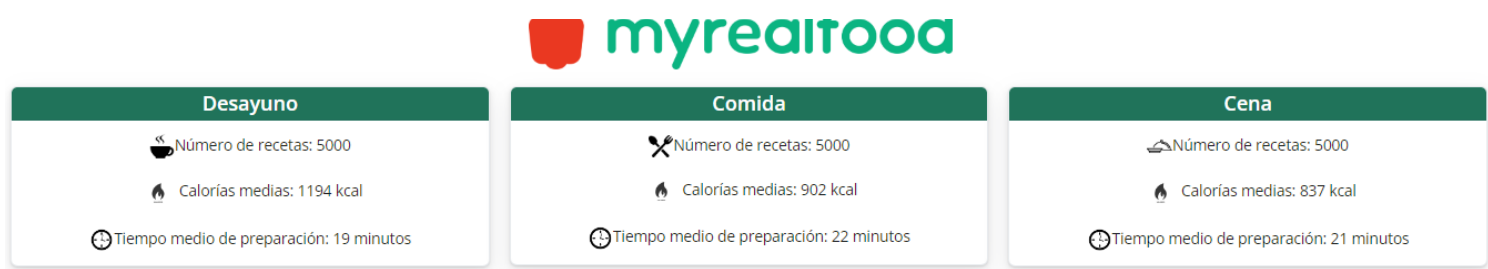 myrealfood
Desayuno
Número de recetas: 5000
Calorías medias: 1194 kcal
Tiempo medio de preparación: 19 minutos
Comida
Número de recetas: 5000
Calorías medias: 902 kcal
Tiempo medio de preparación: 22 minutos
Cena
Número de recetas: 5000
Calorías medias: 837 kcal
Tiempo medio de preparación: 21 minutos